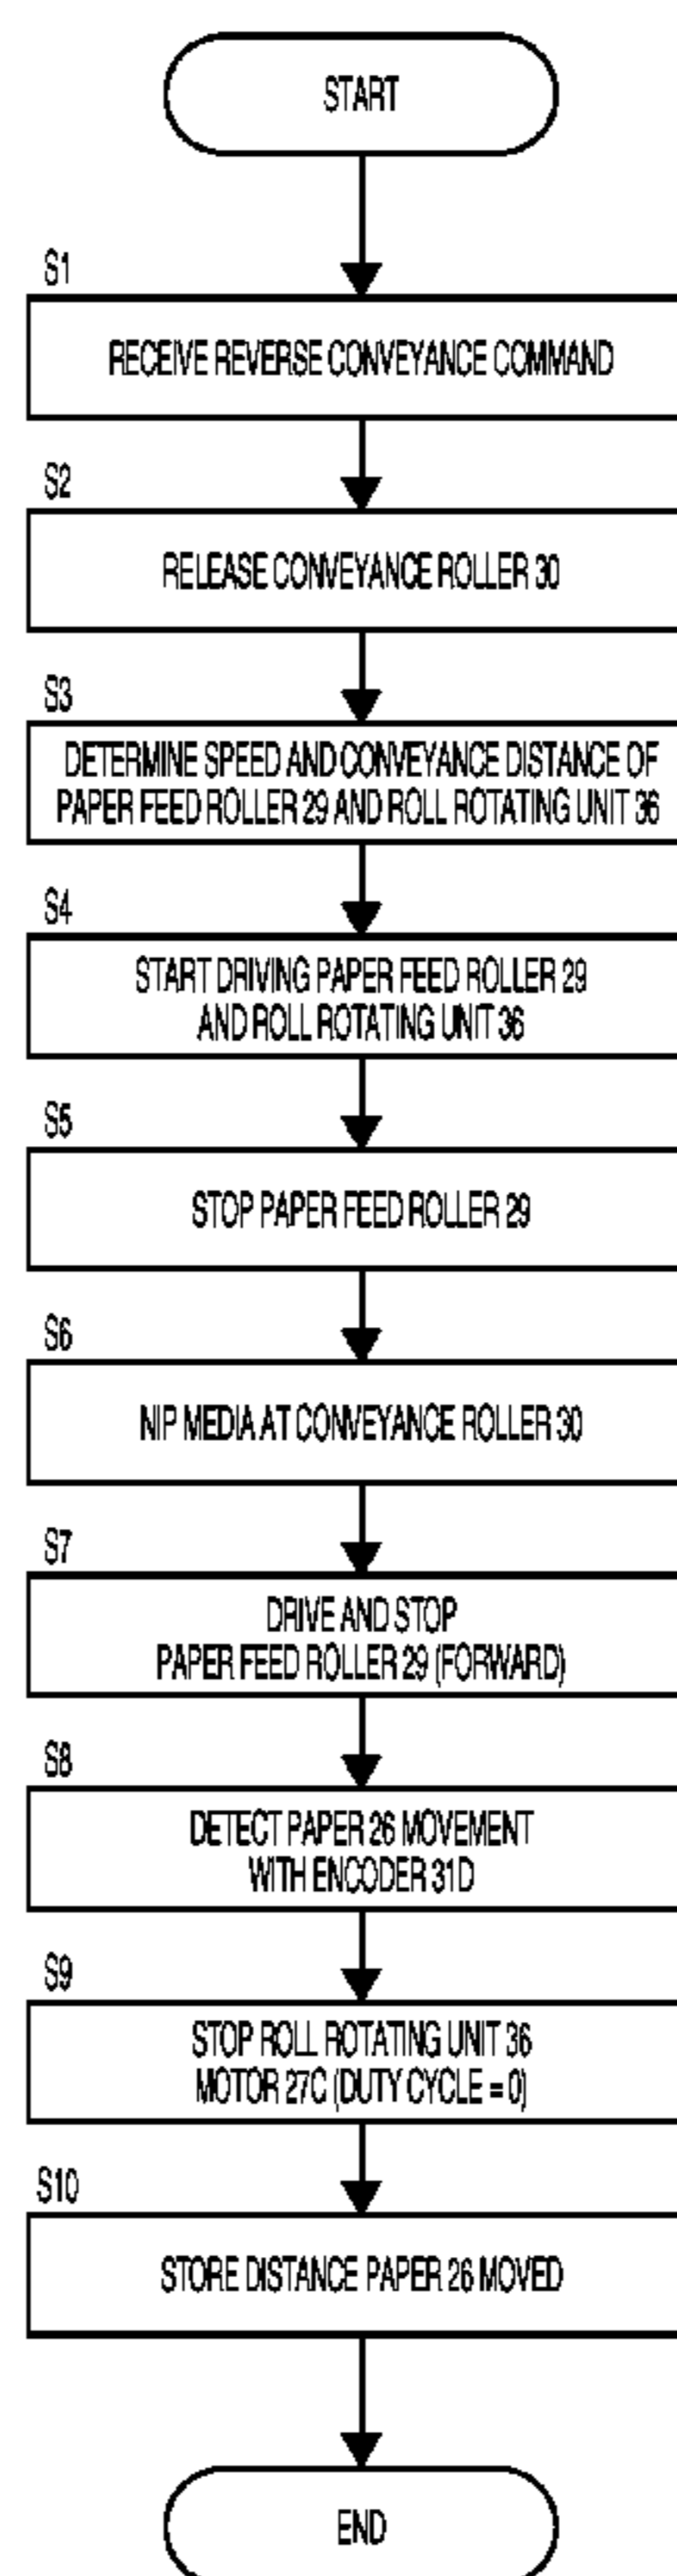 START
S1
RECEIVE REVERSE CONVEYANCE COMMAND
S2
RELEASE CONVEYANCE ROLLER 30
S3
DETERMINE SPEED AND CONVEYANCE DISTANCE OF
PAPER FEED ROLLER 29 AND ROLL ROTATING UNIT 36
S4
START DRIVING PAPER FEED ROLLER 29
AND ROLL ROTATING UNIT 36
S5
STOP PAPER FEED ROLLER 29
S6
NIP MEDIA AT CONVEYANCE ROLLER 30
S7
DRIVE AND STOP
PAPER FEED ROLLER 29 (FORWARD)
S8
DETECT PAPER 26 MOVEMENT
WITH ENCODER 31D
S9
STOP ROLL ROTATING UNIT 36
MOTOR 27C (DUTY CYCLE = 0)
S10
STORE DISTANCE PAPER 26 MOVED
END